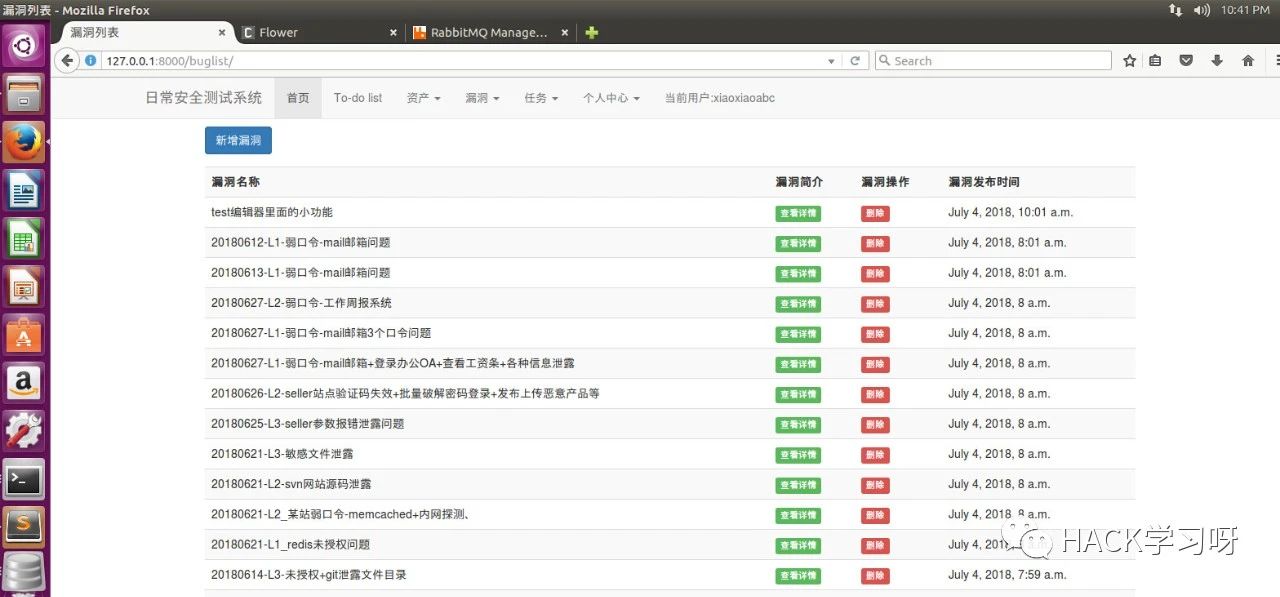 漏洞列表 - Mozilla Firefox
10:41 PM
漏洞列表
Flower
RabbitMQ Manage...
127.0.0.1:8000/buglist/
Search
日常安全测试系统 首页 To-do list 资产 漏洞 任务 个人中心 当前用户:xiaoxiaoabc
新增漏洞
漏洞名称 漏洞简介 漏洞操作 漏洞发布时间
test编辑器里面的小功能 查看详情 删除 July 4, 2018, 10:01 a.m.
20180612-L1-弱口令-mail邮箱问题 查看详情 删除 July 4, 2018, 8:01 a.m.
20180613-L1-弱口令-mail邮箱问题 查看详情 删除 July 4, 2018, 8:01 a.m.
20180627-L2-弱口令-工作周报系统 查看详情 删除 July 4, 2018, 8 a.m.
20180627-L1-弱口令-mail邮箱3个口令问题 查看详情 删除 July 4, 2018, 8 a.m.
20180627-L1-弱口令-mail邮箱+登录办公OA+查看工资条+各种信息泄露 查看详情 删除 July 4, 2018, 8 a.m.
20180626-L2-seller站点验证码失效+批量破解密码登录+发布上传恶意产品等 查看详情 删除 July 4, 2018, 8 a.m.
20180625-L3-seller参数报错泄露问题 查看详情 删除 July 4, 2018, 8 a.m.
20180621-L3-敏感文件泄露 查看详情 删除 July 4, 2018, 8 a.m.
20180621-L2-svn网站源码泄露 查看详情 删除 July 4, 2018, 8 a.m.
20180621-L2_某站弱口令-memcached+内网探测、 查看详情 删除 July 4, 2018, 8 a.m.
20180621-L1_redis未授权问题 查看详情 删除 July 4, 2018, 8 a.m.
HACK学习呀
20180614-L3-未授权+git泄露文件目录 查看详情 删除 July 4, 2018, 7:59 a.m.